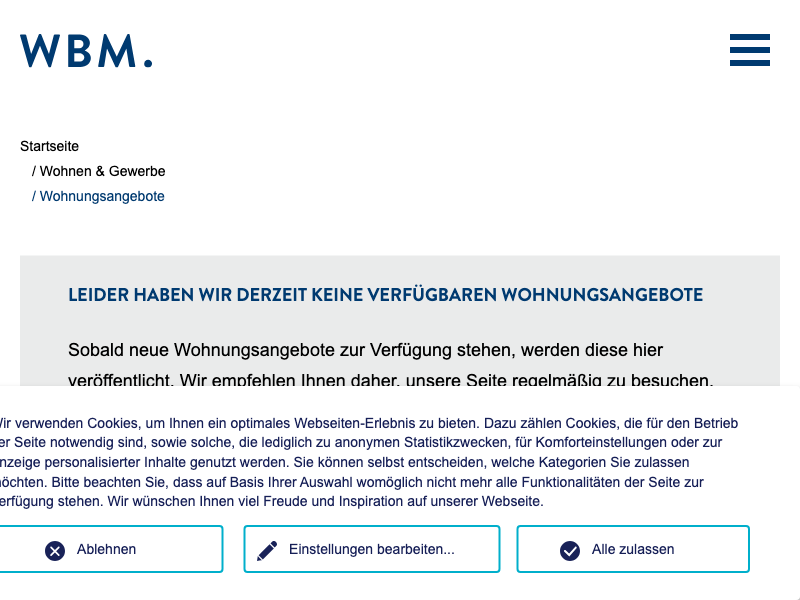 WBM.
Startseite
/ Wohnen & Gewerbe
/ Wohnungsangebote
LEIDER HABEN WIR DERZEIT KEINE VERFÜGBAREN WOHNUNGSANGEBOTE
Sobald neue Wohnungsangebote zur Verfügung stehen, werden diese hier
veröffentlicht. Wir empfehlen Ihnen daher, unsere Seite regelmäßig zu besuchen.
ir verwenden Cookies, um Ihnen ein optimales Webseiten-Erlebnis zu bieten. Dazu zählen Cookies, die für den Betrieb
er Seite notwendig sind, sowie solche, die lediglich zu anonymen Statistikzwecken, für Komforteinstellungen oder zur
nzeige personalisierter Inhalte genutzt werden. Sie können selbst entscheiden, welche Kategorien Sie zulassen
öchten. Bitte beachten Sie, dass auf Basis Ihrer Auswahl womöglich nicht mehr alle Funktionalitäten der Seite zur
erfügung stehen. Wir wünschen Ihnen viel Freude und Inspiration auf unserer Webseite.
Ablehnen
Einstellungen bearbeiten...
Alle zulassen